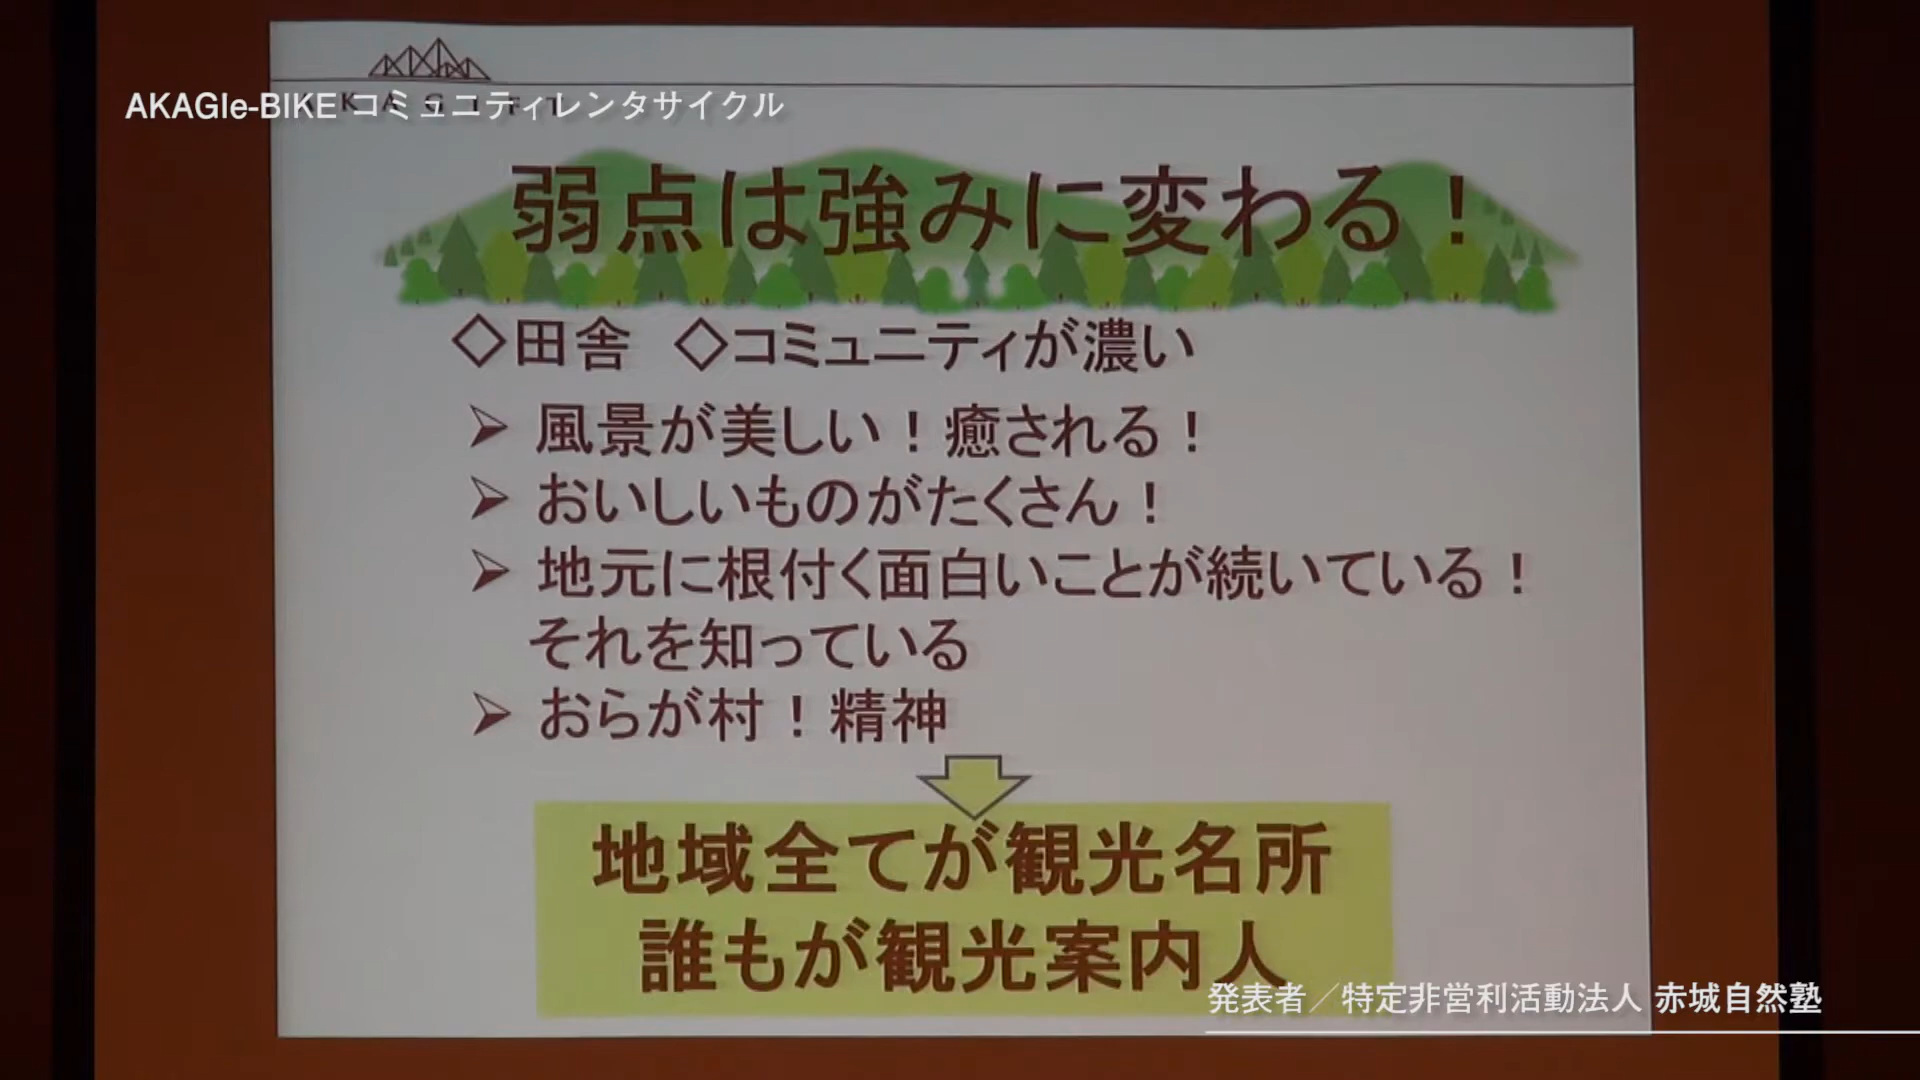 AKAGIe-BIKE コミュニティレンタサイクル
弱点は強みに変わる！
◇田舎　◇コミュニティが濃い
➢ 風景が美しい！癒される！
➢ おいしいものがたくさん！
➢ 地元に根付く面白いことが続いている！
それを知っている
➢ おらが村！精神
地域全てが観光名所
誰もが観光案内人
発表者／特定非営利活動法人 赤城自然塾